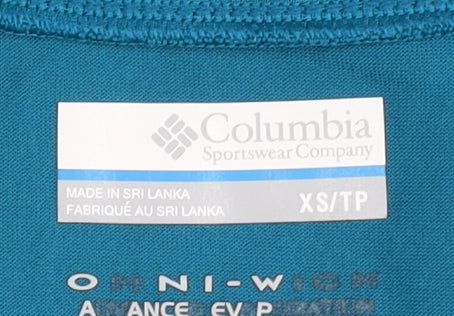 Columbia
Sportswear Company
MADE IN SRI LANKA
FABRIQUÉ AU SRI LANKA
XS/TP
OMNI-WICK